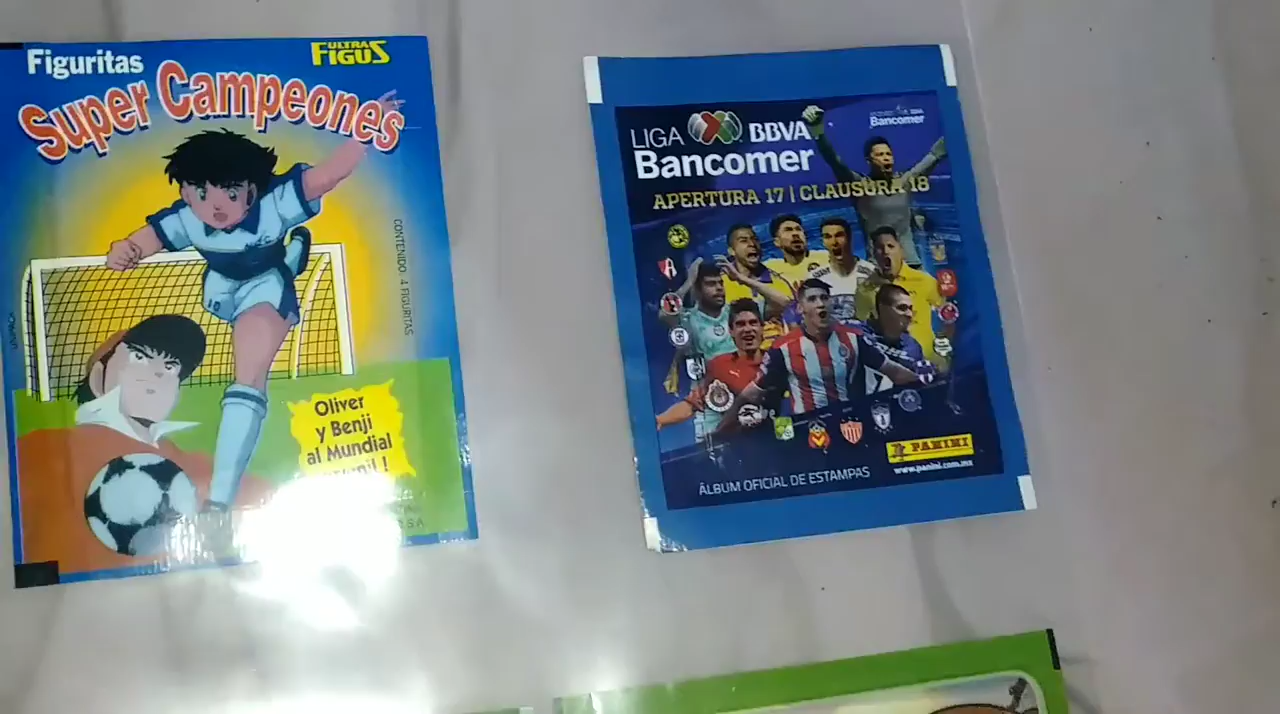 Figuritas
ULTRA
FIGUS
Super Campeones
CONTENIDO: 4 FIGURITAS
Oliver
y Benji
al Mundial
S.A.
LIGA BBVA
Bancomer
Bancomer
APERTURA 17 | CLAUSURA 18
PANINI
www.panini.com.mx
ÁLBUM OFICIAL DE ESTAMPAS